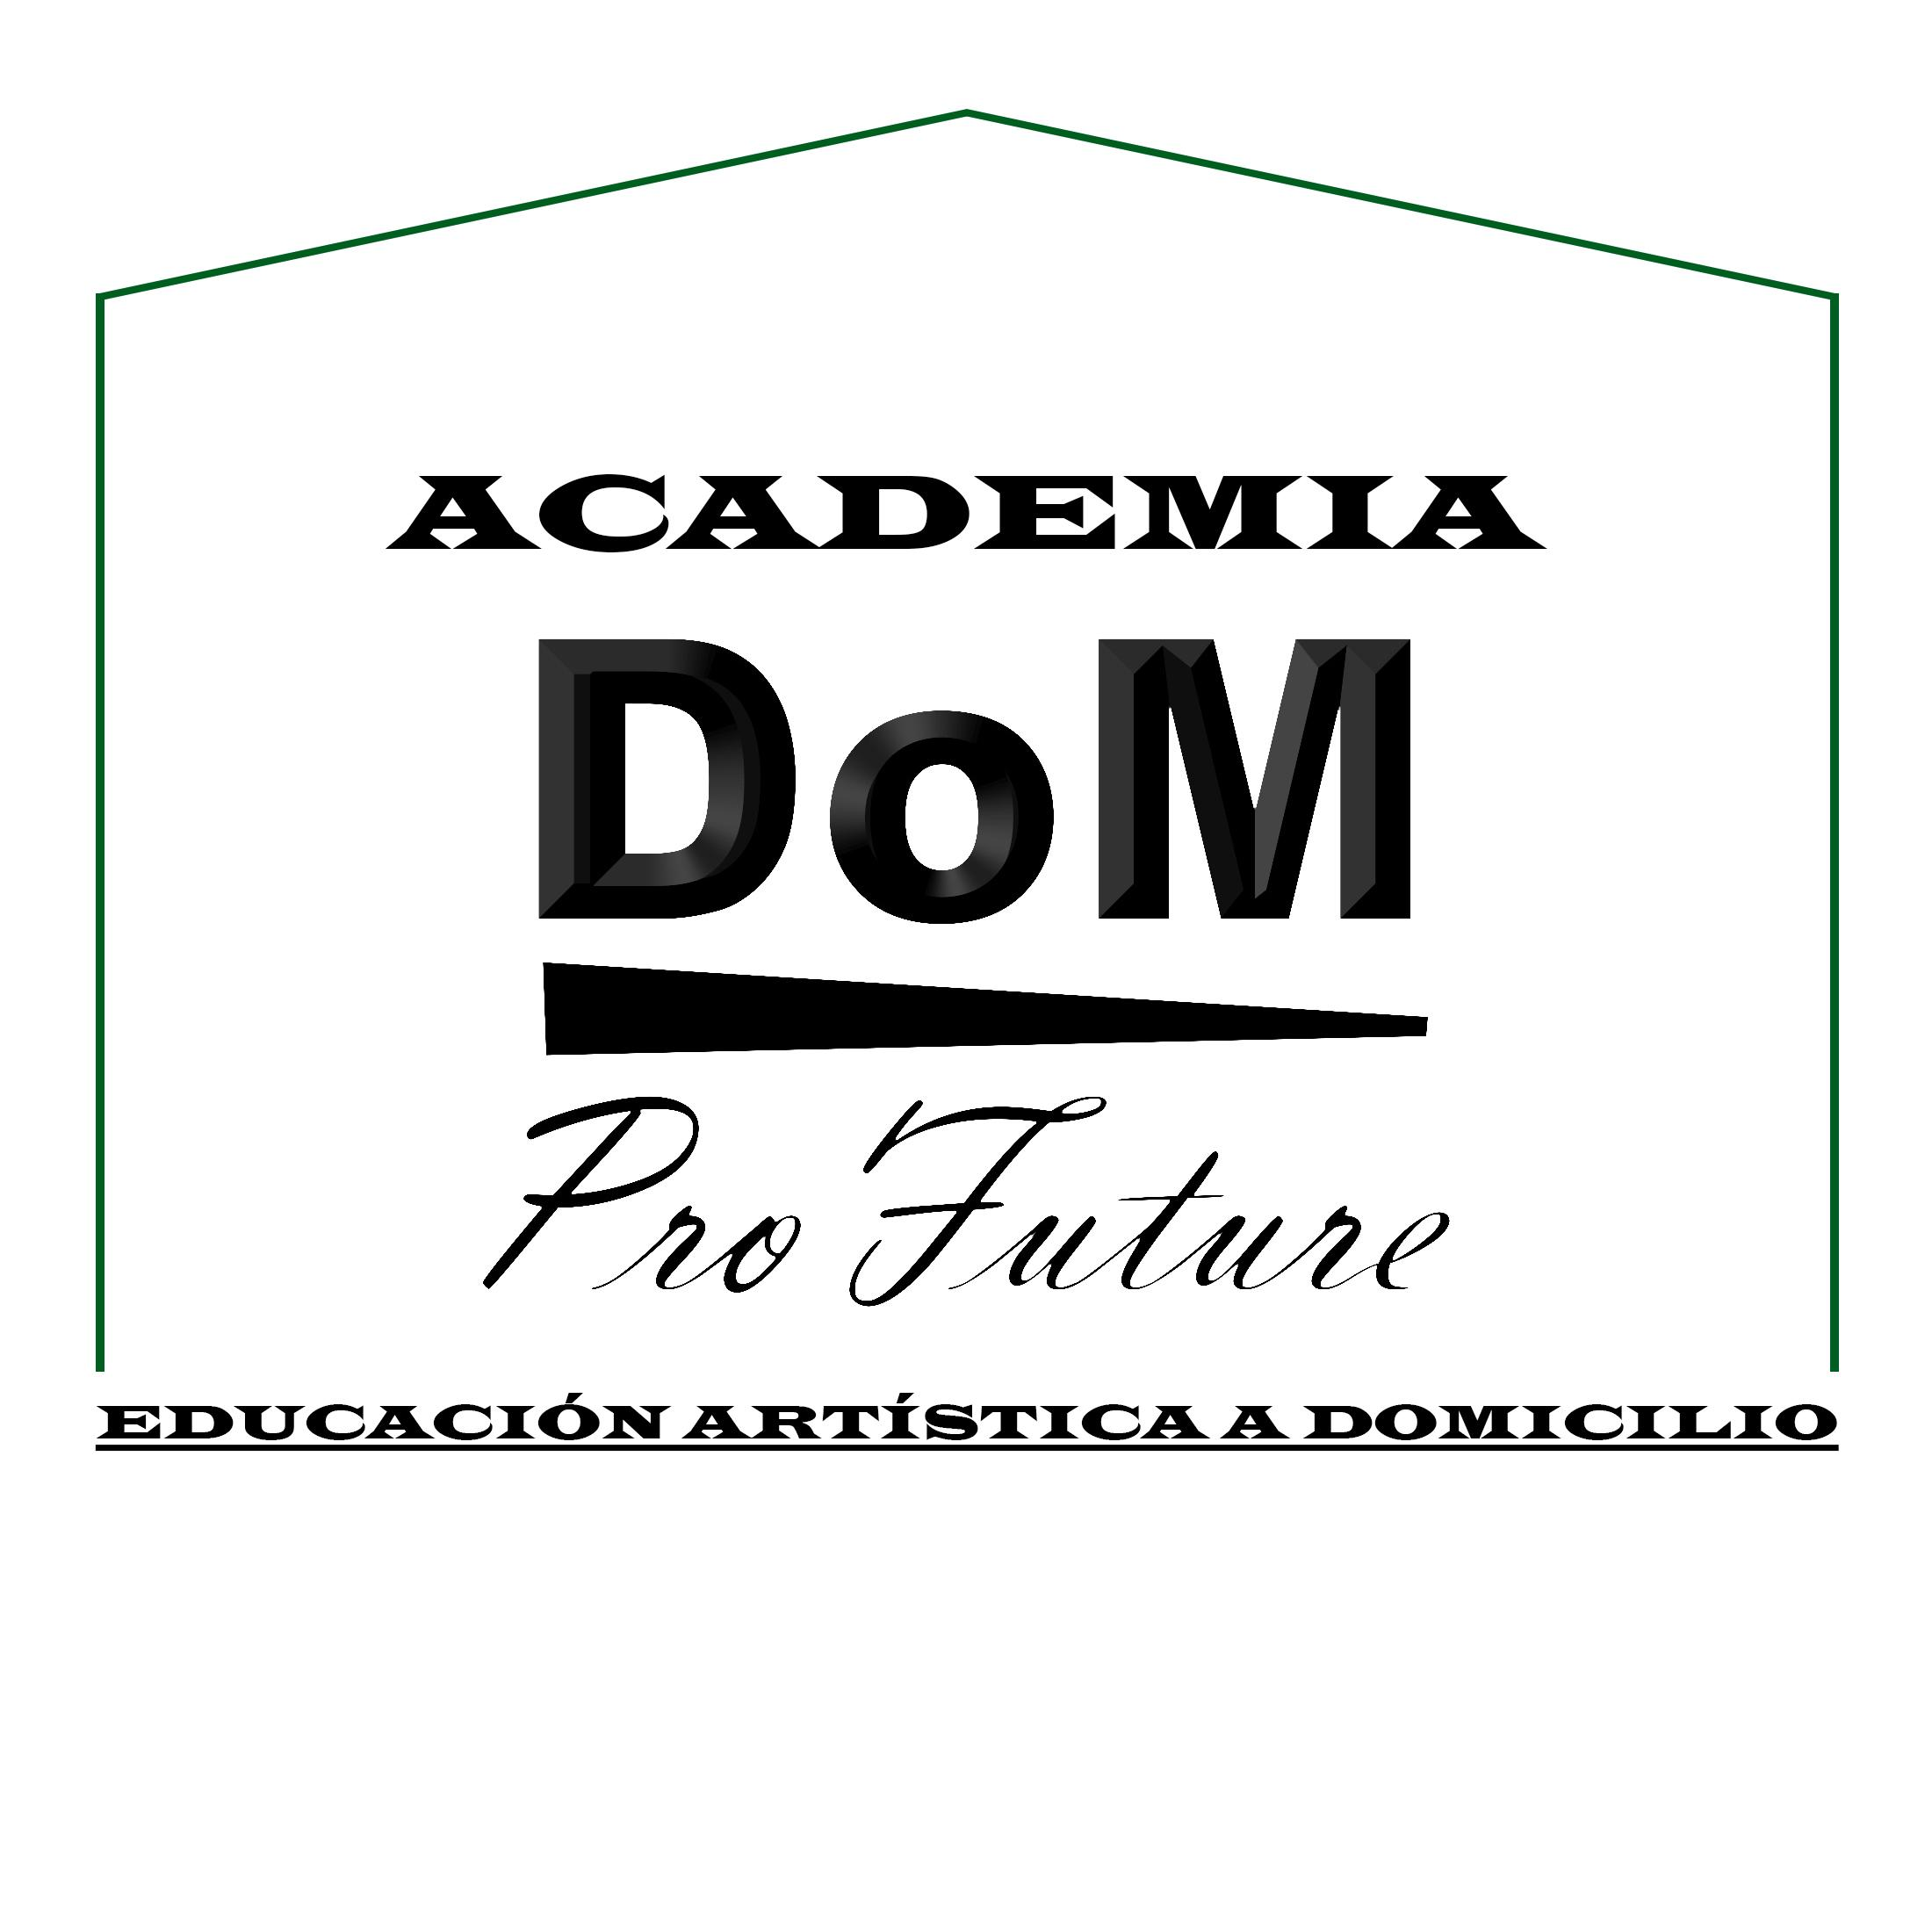 ACADEMIA
DoM
Pro Future
EDUCACIÓN ARTÍSTICA A DOMICILIO